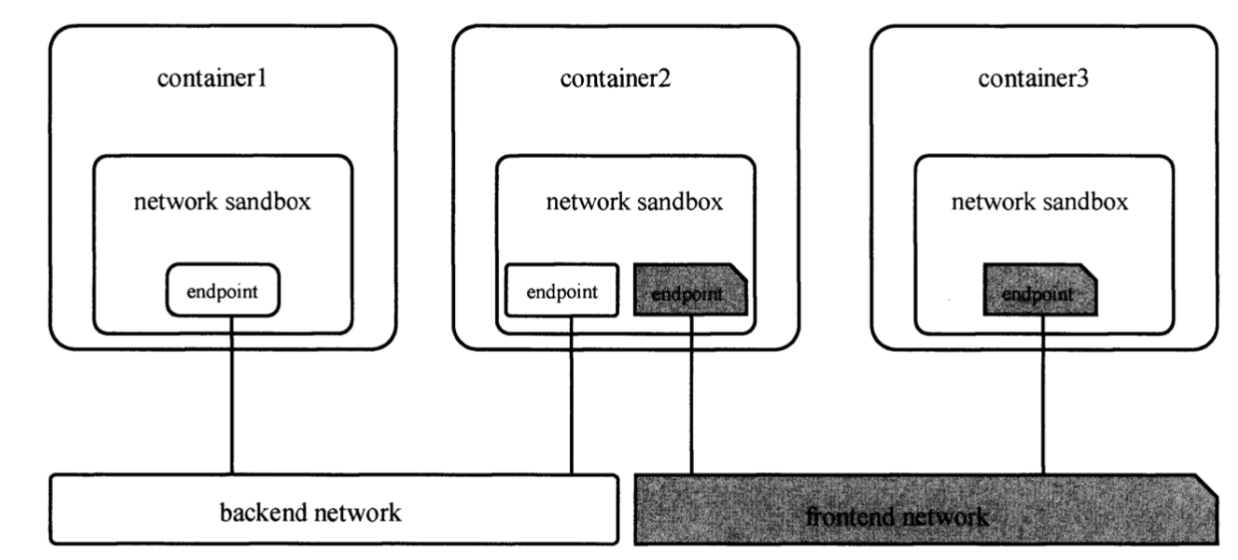 container1
container2
container3
network sandbox
network sandbox
network sandbox
endpoint
endpoint
endpoint
endpoint
backend network
frontend network